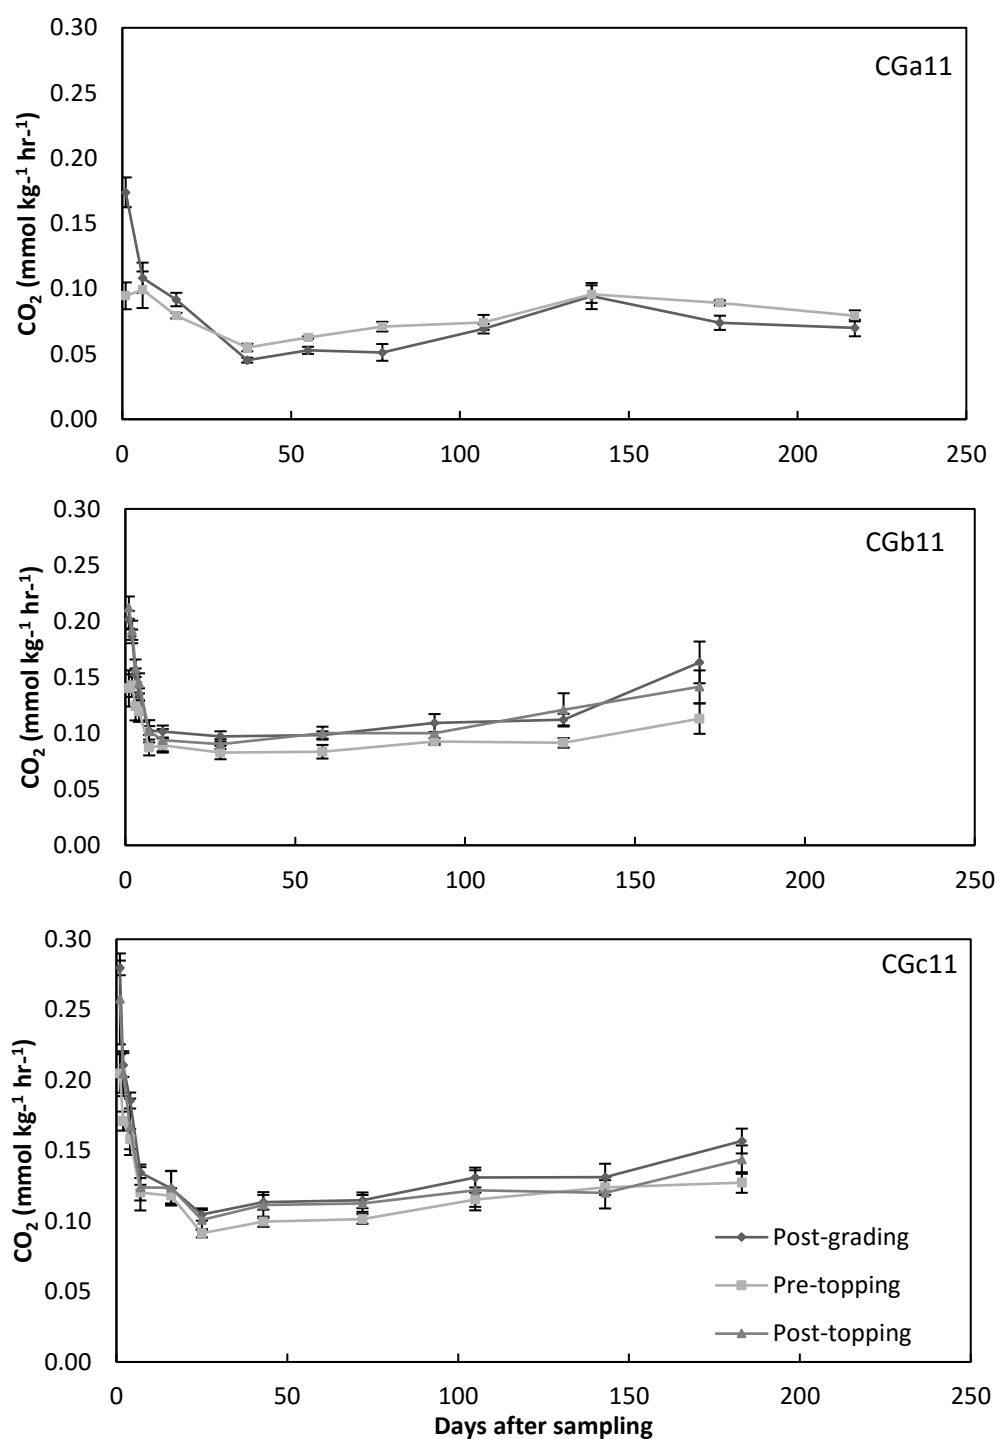 0.30
CGa11
0.25
0.20
0.15
0.10
0.05
0.00
CO2 (mmol kg-1 hr-1)
0 50 100 150 200 250
0.30
CGb11
0.25
0.20
0.15
0.10
0.05
0.00
CO2 (mmol kg-1 hr-1)
0 50 100 150 200 250
0.30
CGc11
0.25
0.20
0.15
0.10
0.05
0.00
CO2 (mmol kg-1 hr-1)
Post-grading
Pre-topping
Post-topping
0 50 100 150 200 250
Days after sampling